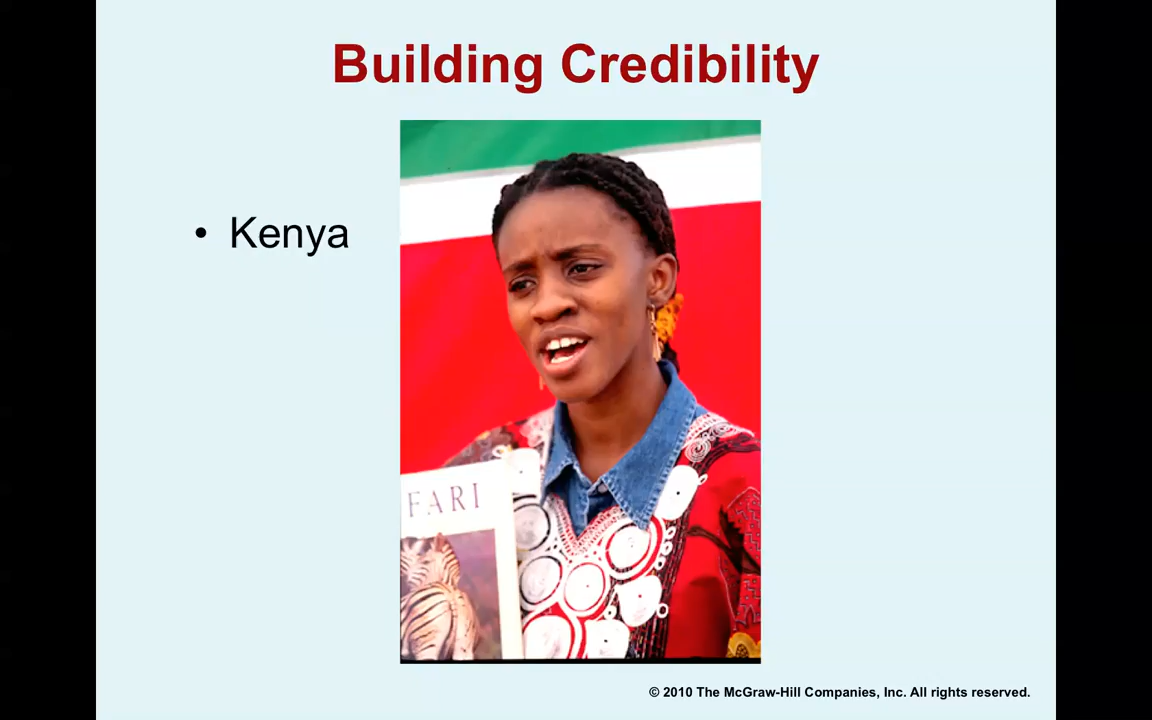 Building Credibility
• Kenya
FARI
© 2010 The McGraw-Hill Companies, Inc. All rights reserved.